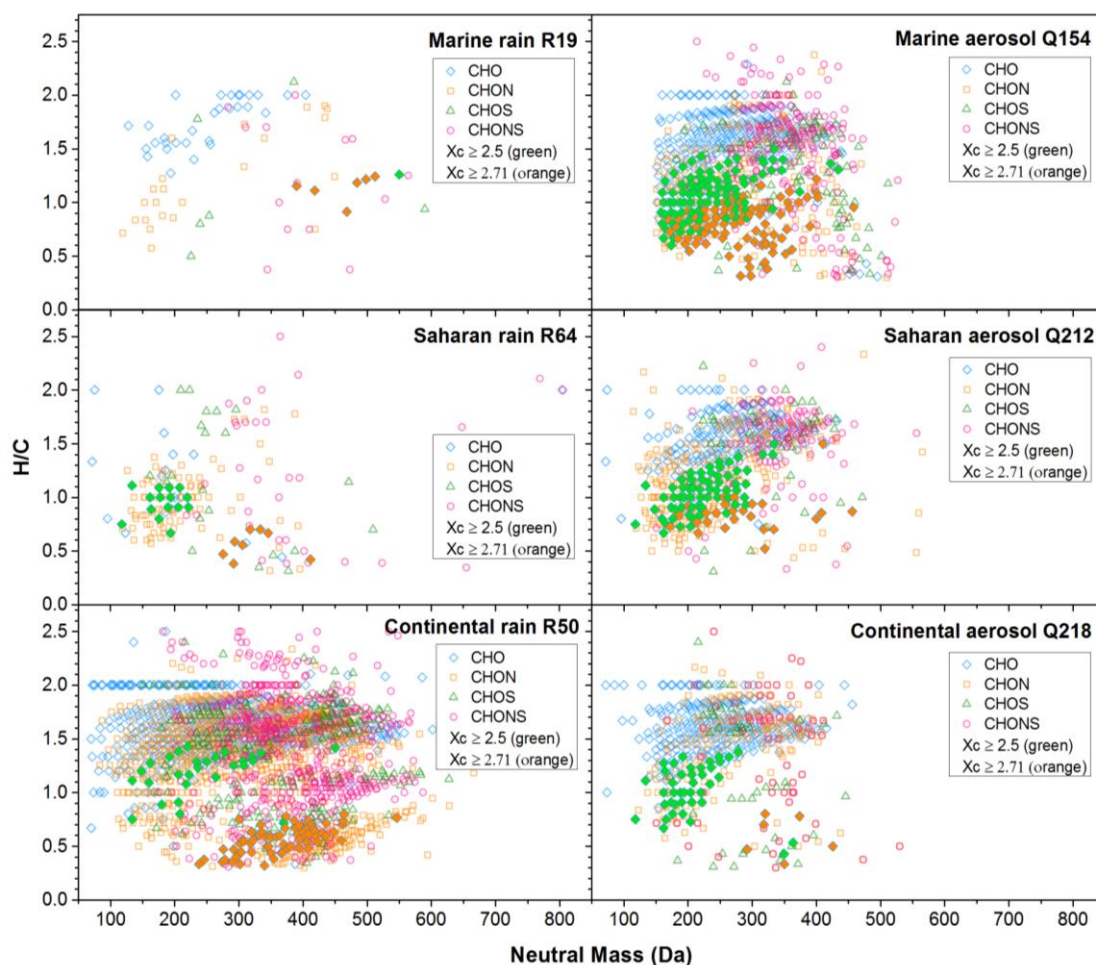 Marine rain R19
CHO
CHON
CHOS
CHONS
Xc ≥ 2.5 (green)
Xc ≥ 2.71 (orange)
2.5
2.0
1.5
1.0
0.5
0.0
Marine aerosol Q154
CHO
CHON
CHOS
CHONS
Xc ≥ 2.5 (green)
Xc ≥ 2.71 (orange)
Saharan rain R64
CHO
CHON
CHOS
CHONS
Xc ≥ 2.5 (green)
Xc ≥ 2.71 (orange)
2.5
2.0
1.5
1.0
0.5
0.0
H/C
Saharan aerosol Q212
CHO
CHON
CHOS
CHONS
Xc ≥ 2.5 (green)
Xc ≥ 2.71 (orange)
Continental rain R50
CHO
CHON
CHOS
CHONS
Xc ≥ 2.5 (green)
Xc ≥ 2.71 (orange)
2.5
2.0
1.5
1.0
0.5
0.0
Continental aerosol Q218
CHO
CHON
CHOS
CHONS
Xc ≥ 2.5 (green)
Xc ≥ 2.71 (orange)
100 200 300 400 500 600 700 800 100 200 300 400 500 600 700 800
Neutral Mass (Da)